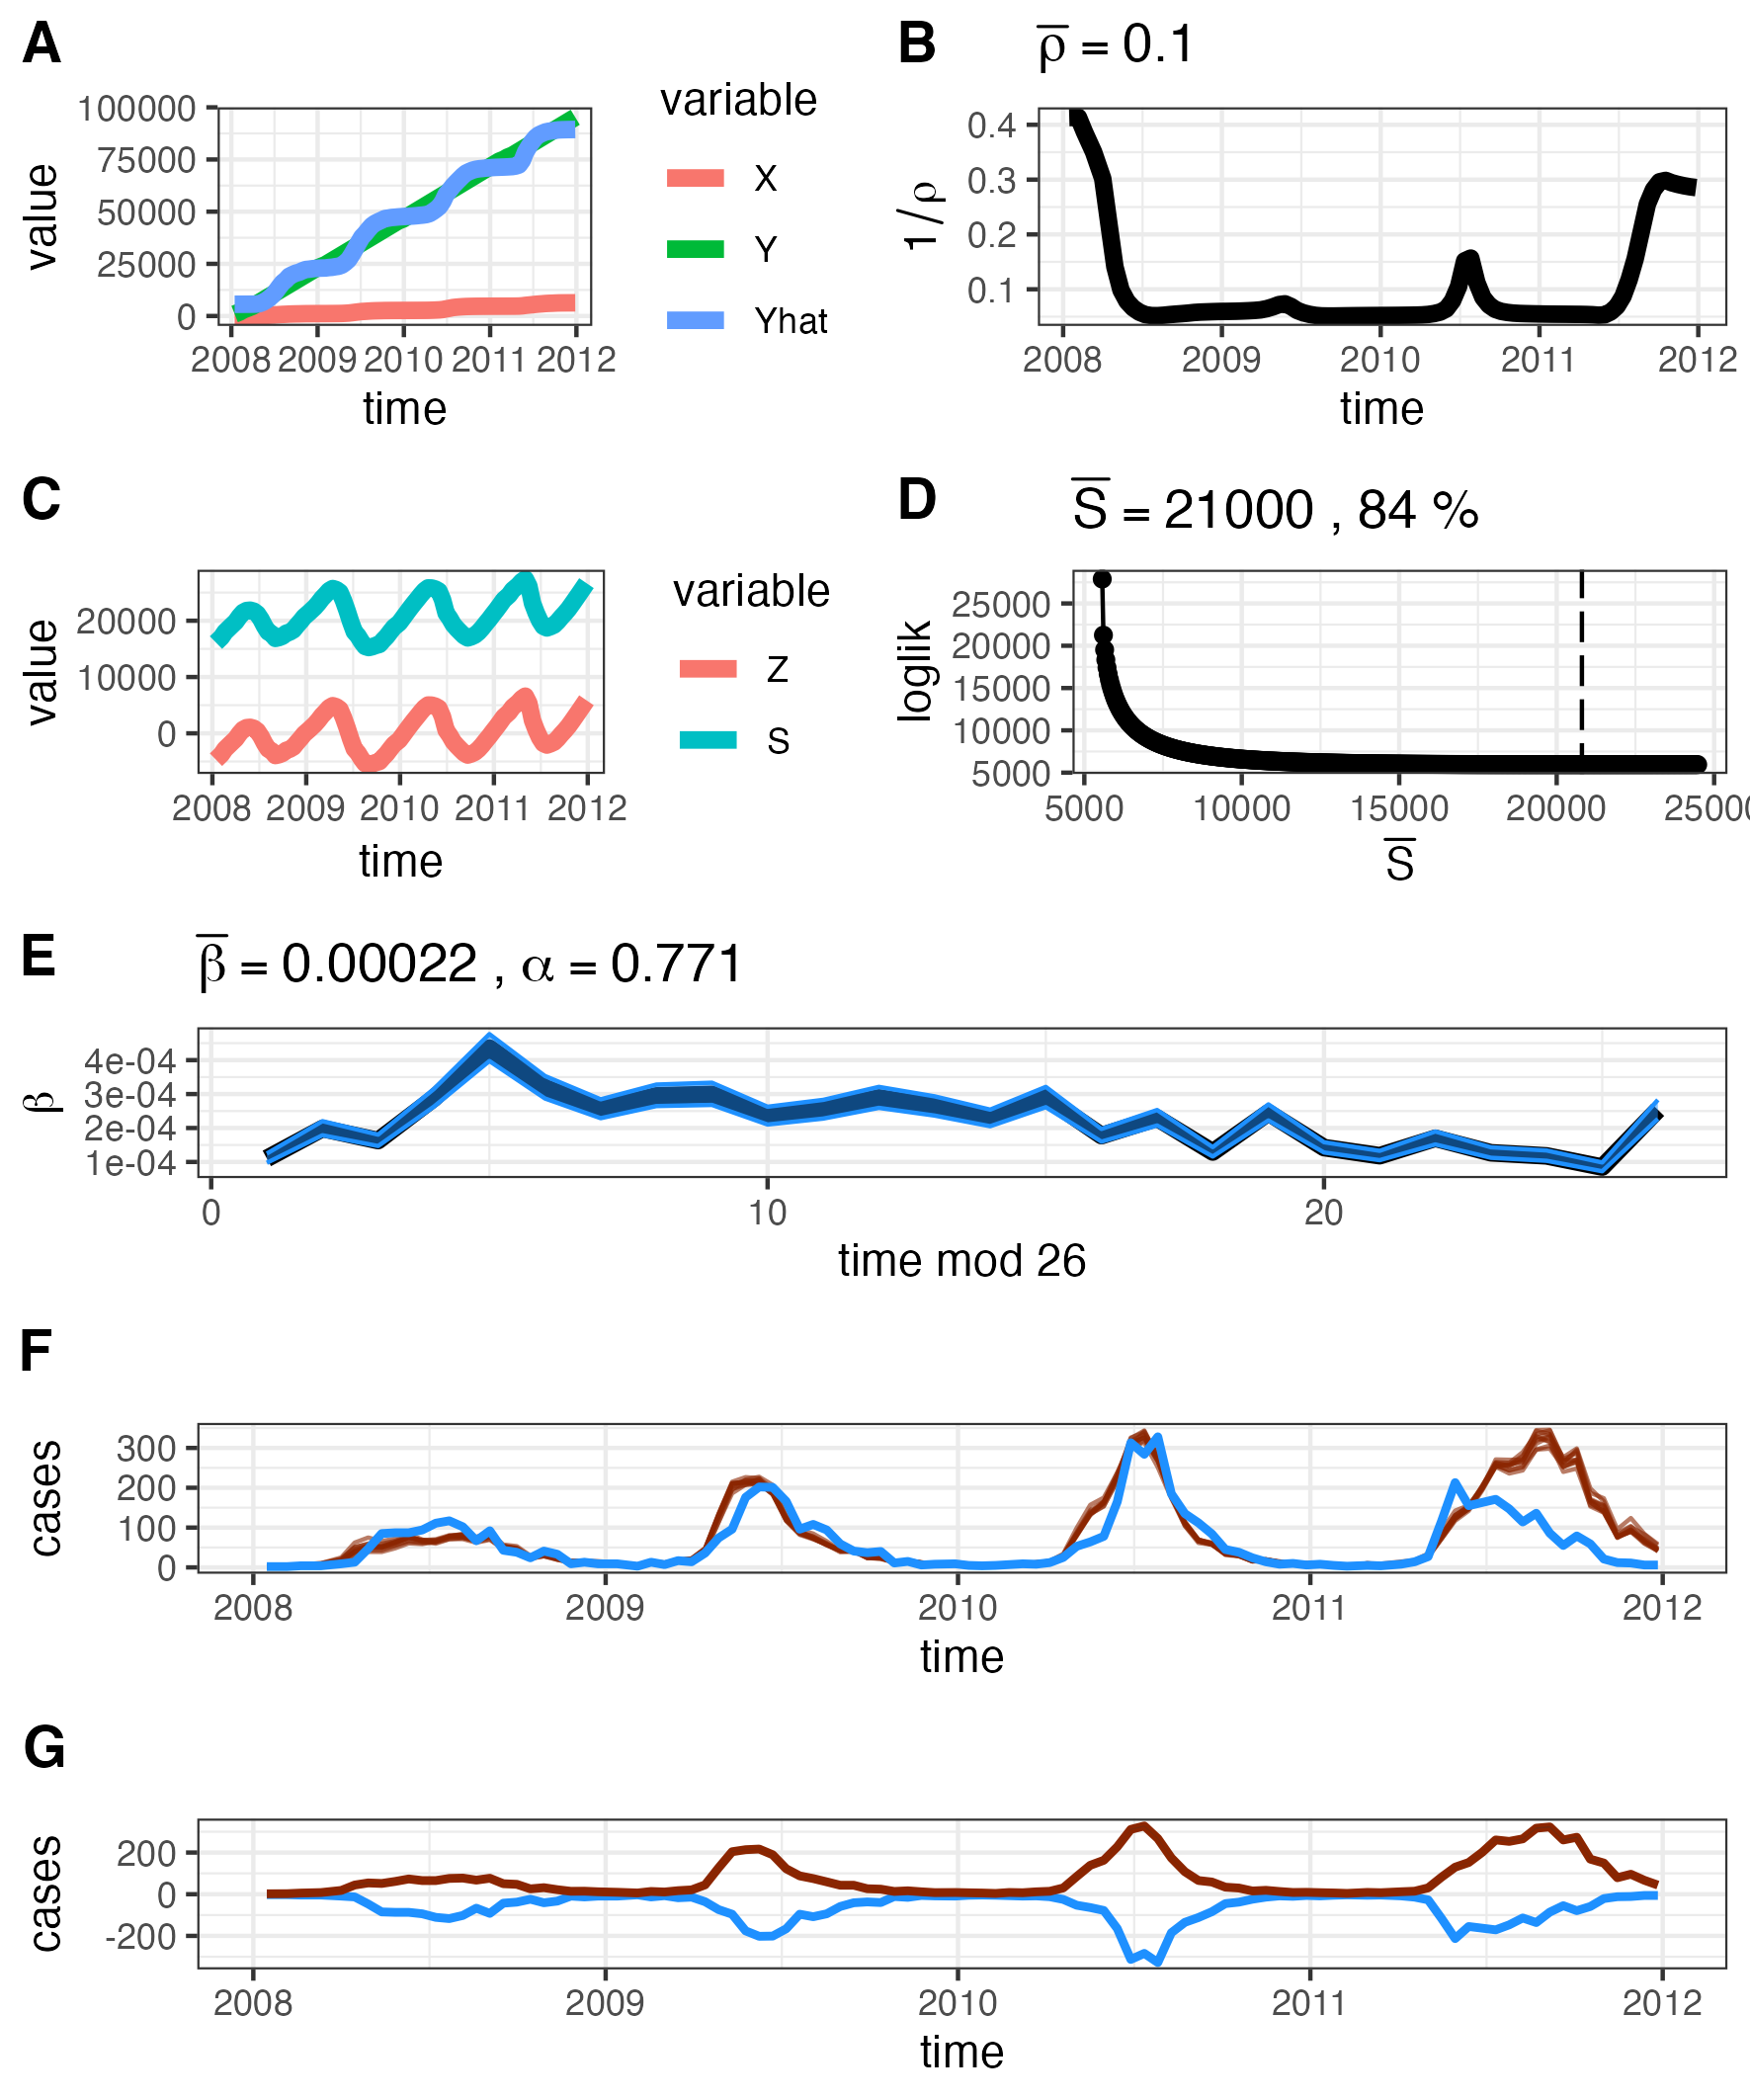 A
variable
X
Y
Yhat
value
100000
75000
50000
25000
0
2008 2009 2010 2011 2012
time
B
ρ̅ = 0.1
1/ρ
0.4
0.3
0.2
0.1
2008 2009 2010 2011 2012
time
C
variable
Z
S
value
20000
10000
0
2008 2009 2010 2011 2012
time
D
S̅ = 21000 , 84 %
loglik
25000
20000
15000
10000
5000
5000 10000 15000 20000 2500
S̅
E
β̅ = 0.00022 , α = 0.771
β
4e-04
3e-04
2e-04
1e-04
0 10 20
time mod 26
F
cases
300
200
100
0
2008 2009 2010 2011 2012
time
G
cases
200
0
-200
2008 2009 2010 2011 2012
time